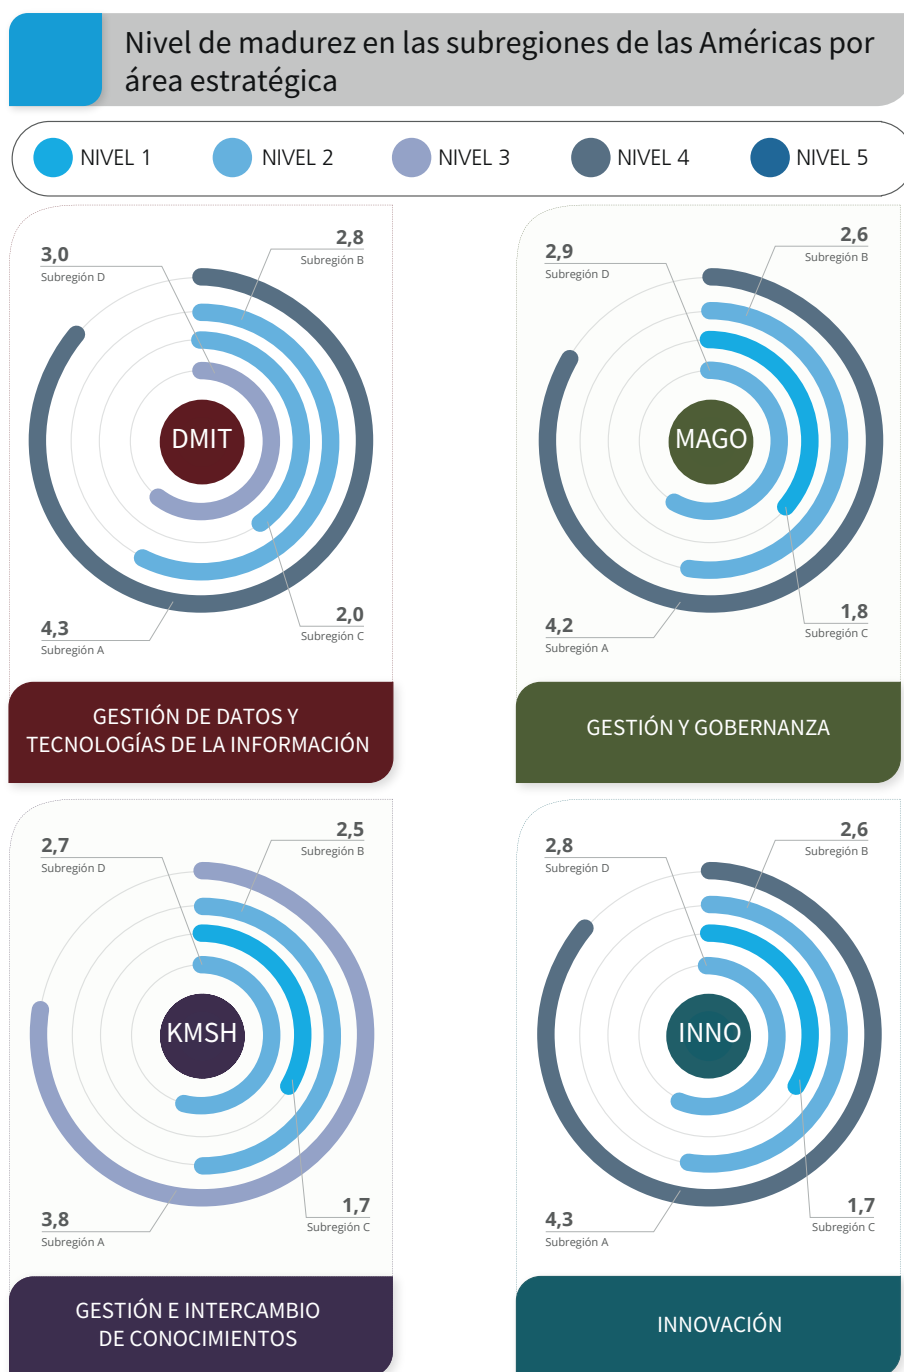 Nivel de madurez en las subregiones de las Américas por
área estratégica
NIVEL 1
NIVEL 2
NIVEL 3
NIVEL 4
NIVEL 5
3,0
Subregión D
2,8
Subregión B
DMIT
4,3
Subregión A
2,0
Subregión C
GESTIÓN DE DATOS Y
TECNOLOGÍAS DE LA INFORMACIÓN
2,9
Subregión D
2,6
Subregión B
MAGO
4,2
Subregión A
1,8
Subregión C
GESTIÓN Y GOBERNANZA
2,7
Subregión D
2,5
Subregión B
KMSH
3,8
Subregión A
1,7
Subregión C
GESTIÓN E INTERCAMBIO
DE CONOCIMIENTOS
2,8
Subregión D
2,6
Subregión B
INNO
4,3
Subregión A
1,7
Subregión C
INNOVACIÓN